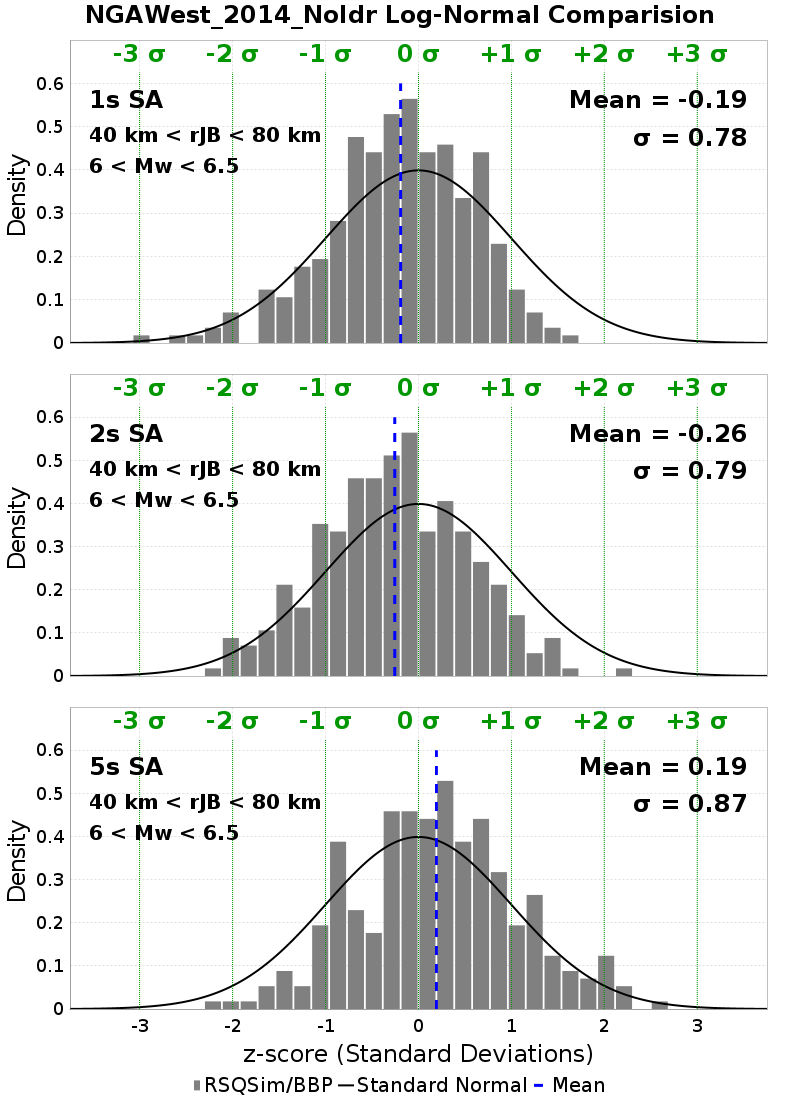 NGAWest_2014_NoIdr Log-Normal Comparision
-3 σ -2 σ -1 σ 0 σ +1 σ +2 σ +3 σ
0.6
1s SA Mean = -0.19
0.5
40 km < rJB < 80 km σ = 0.78
6 < Mw < 6.5
0.4
0.3
0.2
0.1
0
Density
-3 σ -2 σ -1 σ 0 σ +1 σ +2 σ +3 σ
0.6
2s SA Mean = -0.26
0.5
40 km < rJB < 80 km σ = 0.79
6 < Mw < 6.5
0.4
0.3
0.2
0.1
0
Density
-3 σ -2 σ -1 σ 0 σ +1 σ +2 σ +3 σ
0.6
5s SA Mean = 0.19
0.5
40 km < rJB < 80 km σ = 0.87
6 < Mw < 6.5
0.4
0.3
0.2
0.1
0
Density
-3 -2 -1 0 1 2 3
z-score (Standard Deviations)
RSQSim/BBP Standard Normal Mean